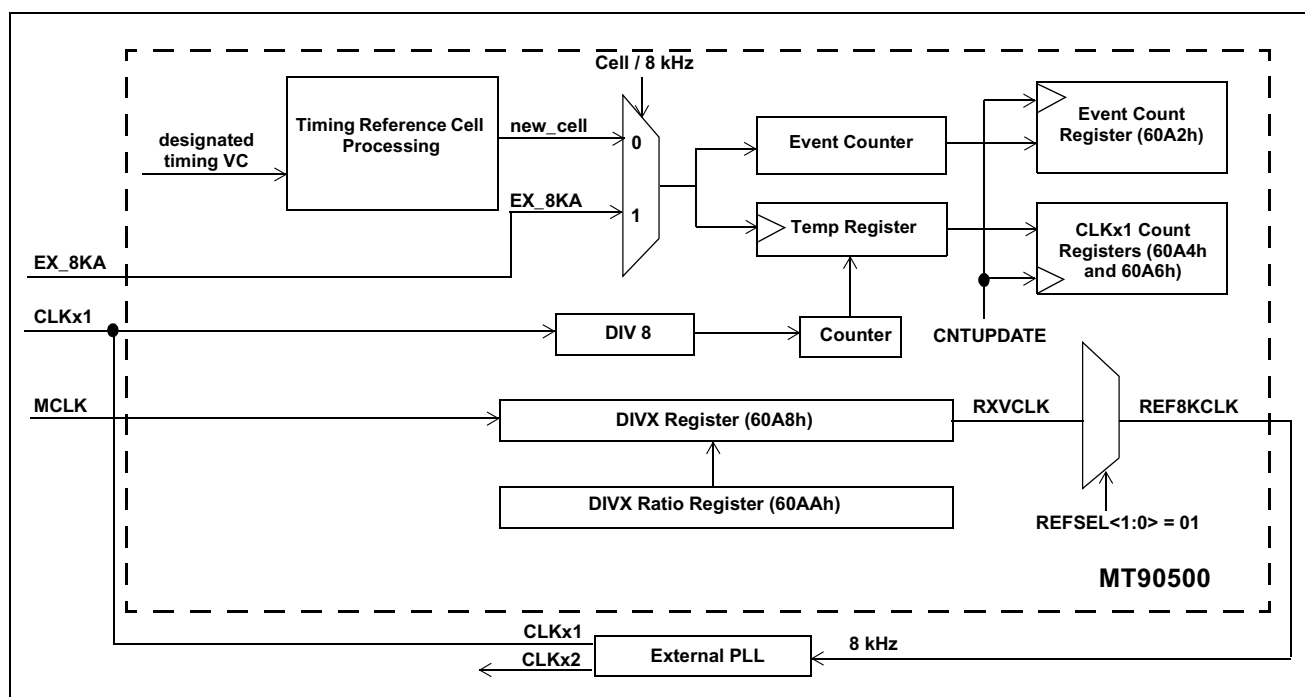 Cell / 8 kHz
designated
timing VC
Timing Reference Cell
Processing
new_cell
0
EX_8KA
1
Event Counter
Event Count
Register (60A2h)
Temp Register
CLKx1 Count
Registers (60A4h
and 60A6h)
EX_8KA
CLKx1
DIV 8
Counter
CNTUPDATE
MCLK
DIVX Register (60A8h)
RXVCLK
REF8KCLK
DIVX Ratio Register (60AAh)
REFSEL<1:0> = 01
MT90500
CLKx1
CLKx2
External PLL
8 kHz